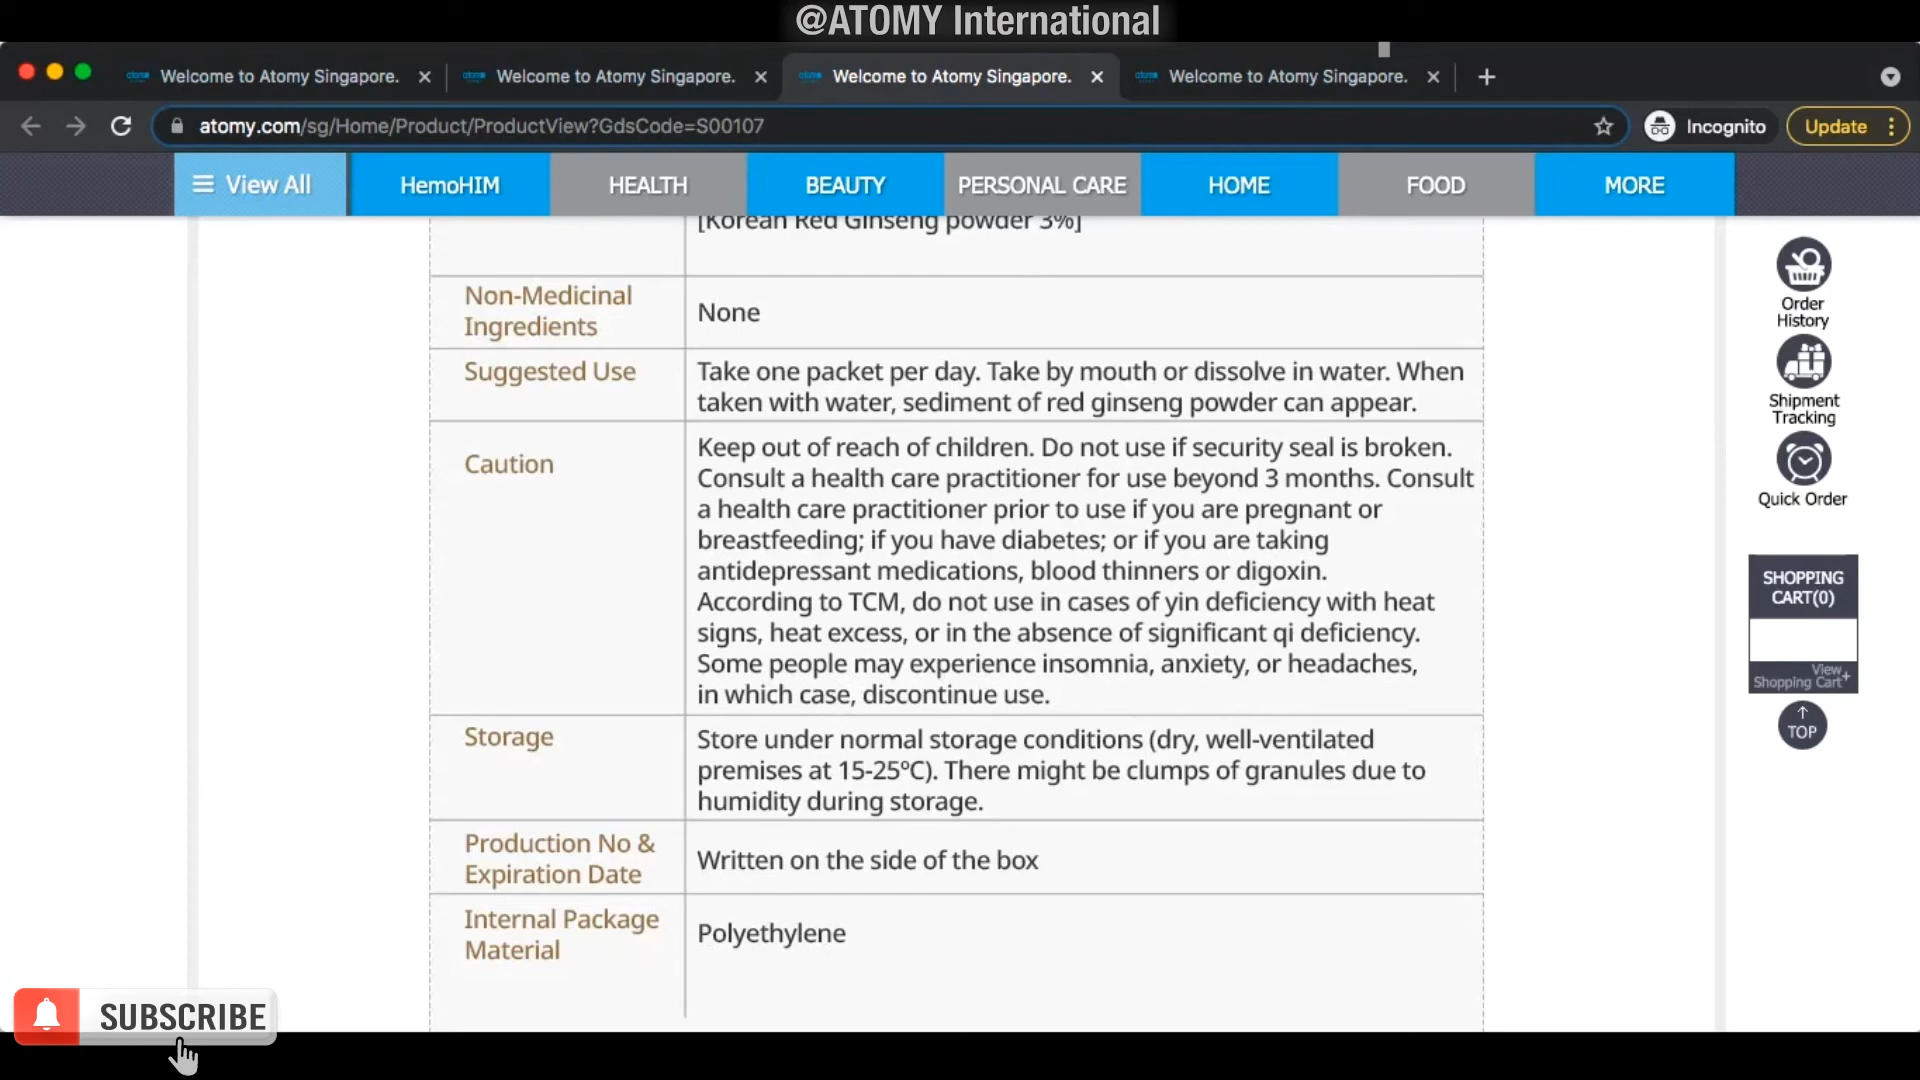 @ATOMY International
Welcome to Atomy Singapore.
Welcome to Atomy Singapore.
Welcome to Atomy Singapore.
Welcome to Atomy Singapore.
atomy.com/sg/Home/Product/ProductView?GdsCode=S00107
Incognito
Update
View All
HemoHIM
HEALTH
BEAUTY
PERSONAL CARE
HOME
FOOD
MORE
[Korean Red Ginseng powder 3%]
Non-Medicinal
Ingredients
None
Suggested Use
Take one packet per day. Take by mouth or dissolve in water. When
taken with water, sediment of red ginseng powder can appear.
Caution
Keep out of reach of children. Do not use if security seal is broken.
Consult a health care practitioner for use beyond 3 months. Consult
a health care practitioner prior to use if you are pregnant or
breastfeeding; if you have diabetes; or if you are taking
antidepressant medications, blood thinners or digoxin.
According to TCM, do not use in cases of yin deficiency with heat
signs, heat excess, or in the absence of significant qi deficiency.
Some people may experience insomnia, anxiety, or headaches,
in which case, discontinue use.
Storage
Store under normal storage conditions (dry, well-ventilated
premises at 15-25ºC). There might be clumps of granules due to
humidity during storage.
Production No &
Expiration Date
Written on the side of the box
Internal Package
Material
Polyethylene
Order
History
Shipment
Tracking
Quick Order
SHOPPING
CART(0)
View
Shopping Cart+
TOP
SUBSCRIBE